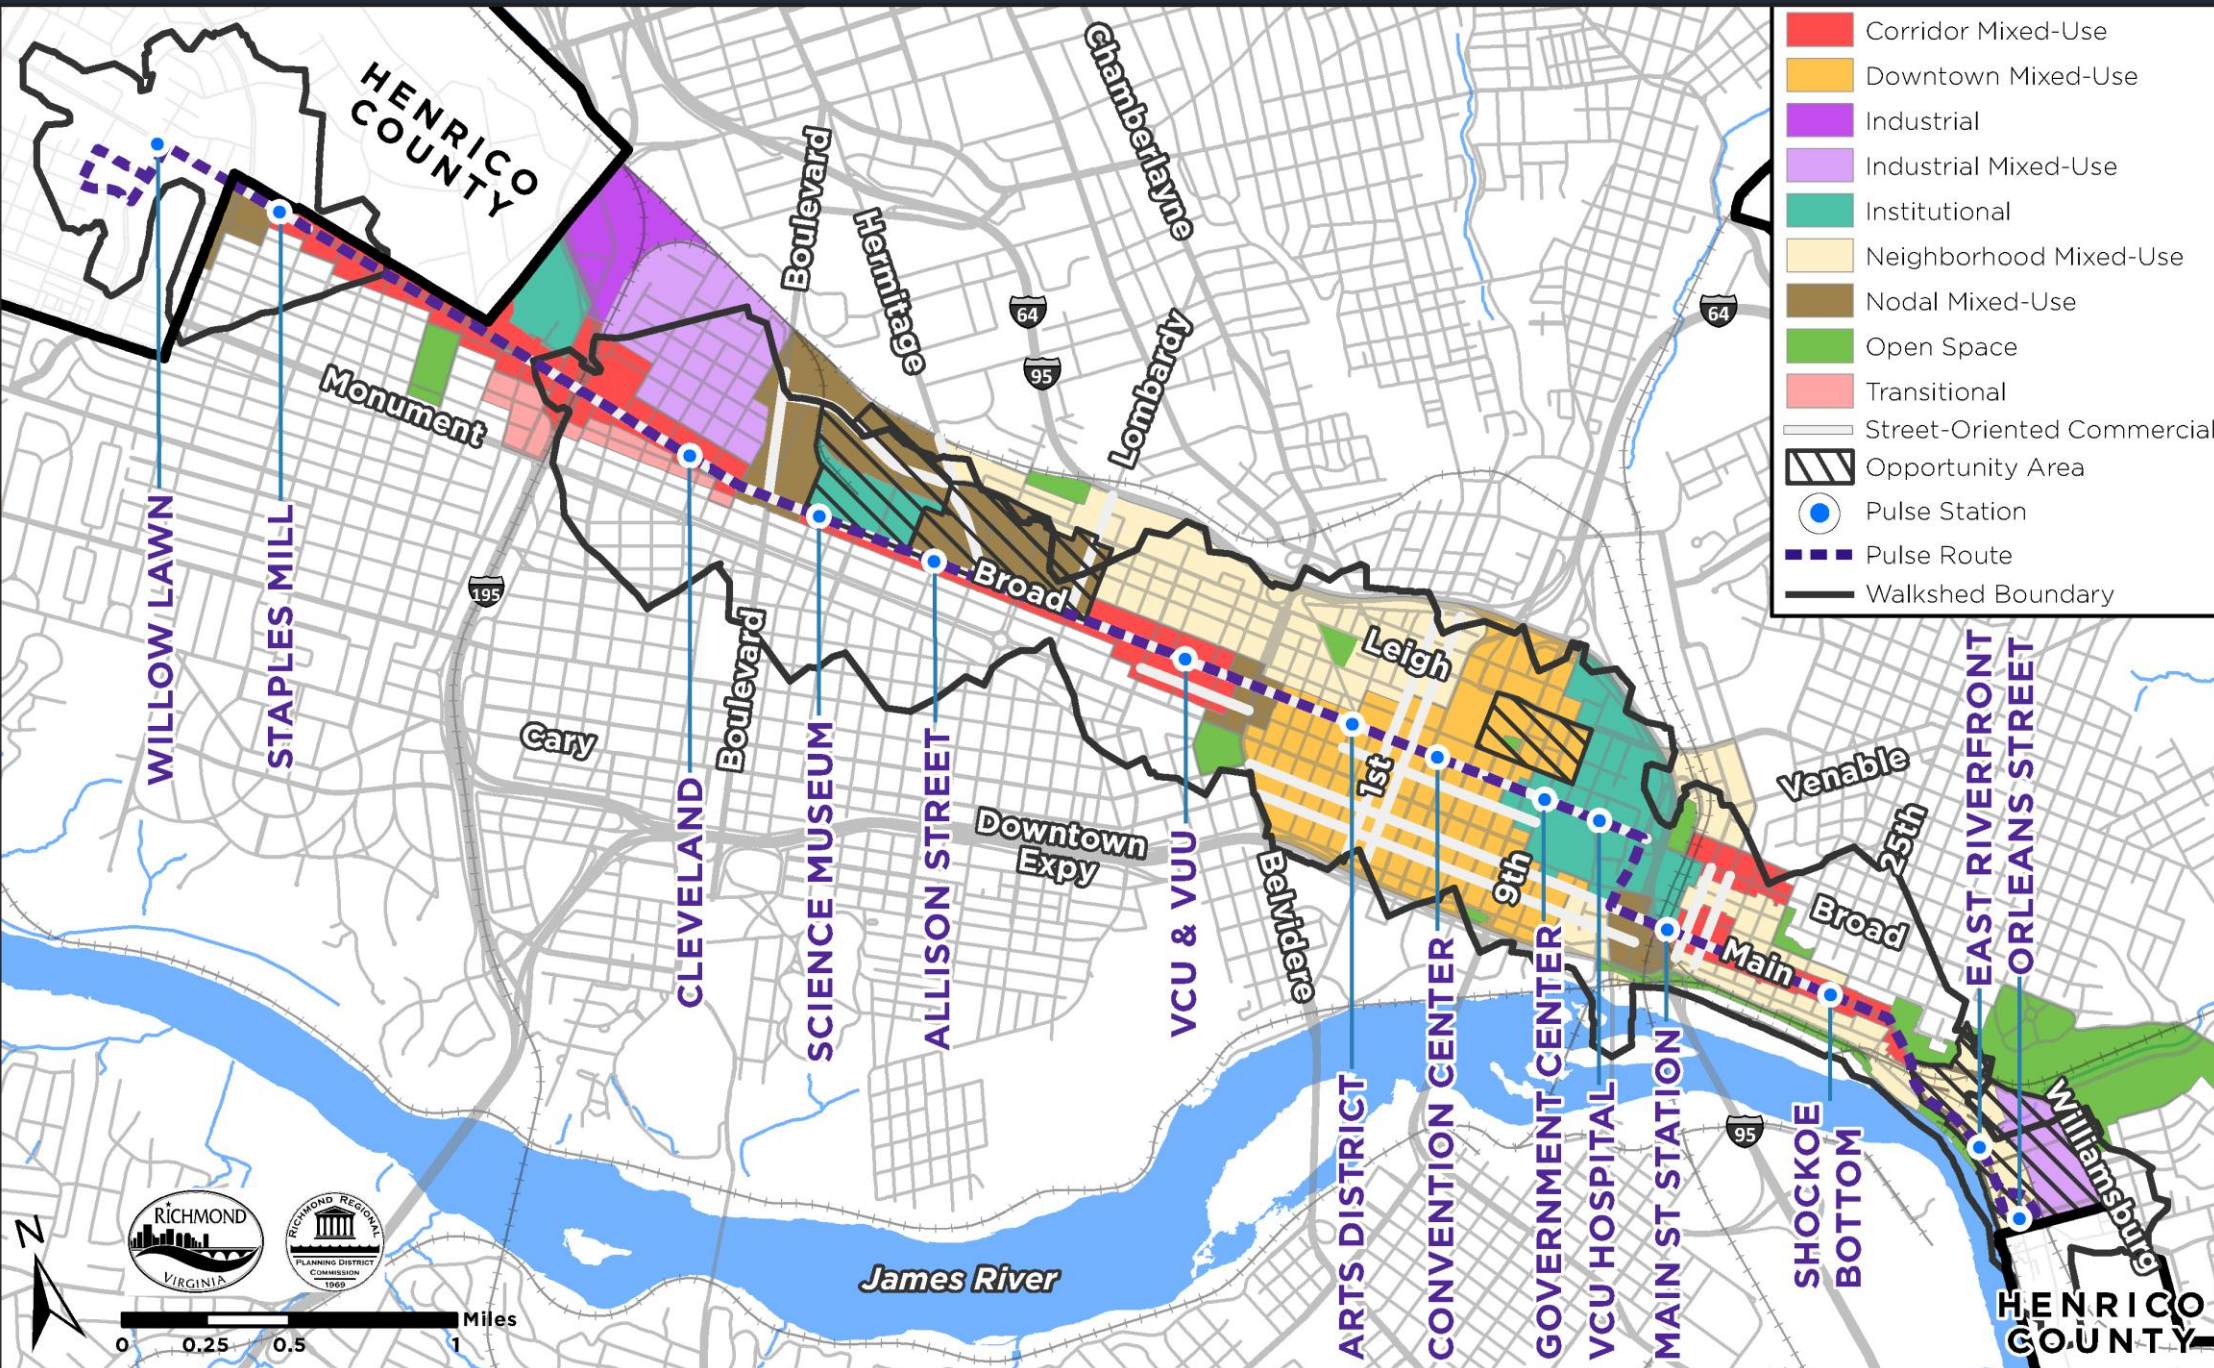 HENRICO
COUNTY
Chamberlayne
Boulevard
Hermitage
64
95
Lombardy
64
Monument
195
Broad
Leigh
Boulevard
Cary
Downtown
Expy
1st
9th
Belvidere
Venable
25th
Broad
Main
Williamsburg
95
James River
HENRICO
COUNTY
WILLOW LAWN
STAPLES MILL
CLEVELAND
SCIENCE MUSEUM
ALLISON STREET
VCU & VUU
ARTS DISTRICT
CONVENTION CENTER
GOVERNMENT CENTER
VCU HOSPITAL
MAIN ST STATION
SHOCKOE
BOTTOM
EAST RIVERFRONT
ORLEANS STREET
Corridor Mixed-Use
Downtown Mixed-Use
Industrial
Industrial Mixed-Use
Institutional
Neighborhood Mixed-Use
Nodal Mixed-Use
Open Space
Transitional
Street-Oriented Commercial
Opportunity Area
Pulse Station
Pulse Route
Walkshed Boundary
N
RICHMOND
VIRGINIA
RICHMOND REGIONAL
PLANNING DISTRICT
COMMISSION
1969
Miles
0 0.25 0.5 1